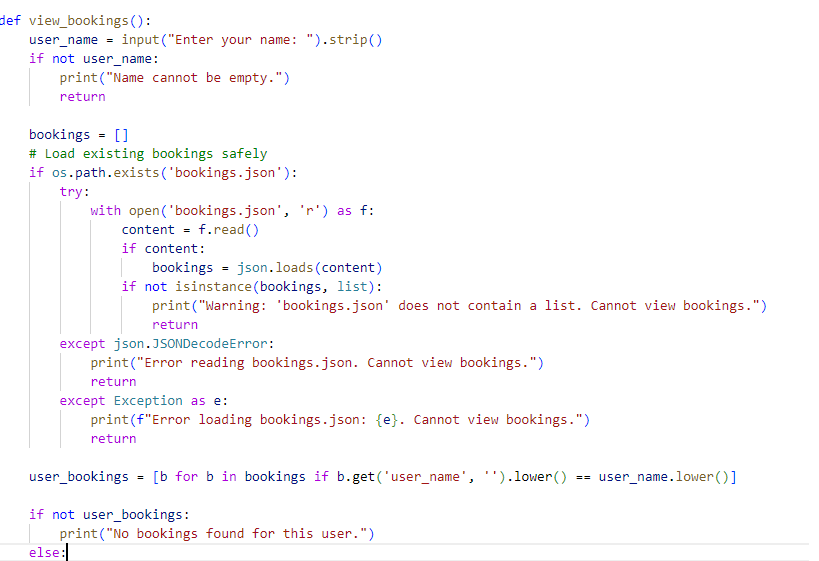 def view_bookings():
    user_name = input("Enter your name: ").strip()
    if not user_name:
        print("Name cannot be empty.")
        return

    bookings = []
    # Load existing bookings safely
    if os.path.exists('bookings.json'):
        try:
            with open('bookings.json', 'r') as f:
                content = f.read()
                if content:
                    bookings = json.loads(content)
                if not isinstance(bookings, list):
                    print("Warning: 'bookings.json' does not contain a list. Cannot view bookings.")
                    return
        except json.JSONDecodeError:
            print("Error reading bookings.json. Cannot view bookings.")
            return
        except Exception as e:
            print(f"Error loading bookings.json: {e}. Cannot view bookings.")
            return

    user_bookings = [b for b in bookings if b.get('user_name', '').lower() == user_name.lower()]

    if not user_bookings:
        print("No bookings found for this user.")
    else: